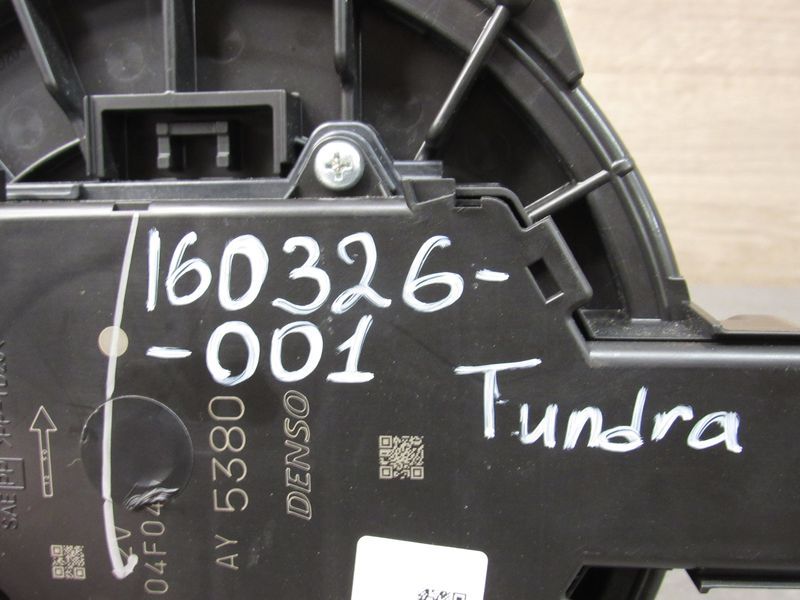 160326-
-001
Tundra
DENSO
AY 5380
04F04